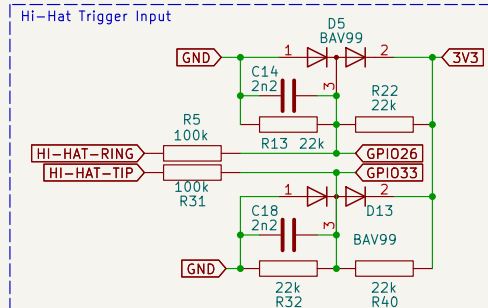 Hi-Hat Trigger Input
D5
BAV99
GND
1
2
3V3
C14
2n2
3
R22
22k
R5
100k
R13 22k
HI-HAT-RING
GPIO26
HI-HAT-TIP
GPIO33
100k
R31
1
2
C18
2n2
3
D13
BAV99
GND
22k
R32
22k
R40